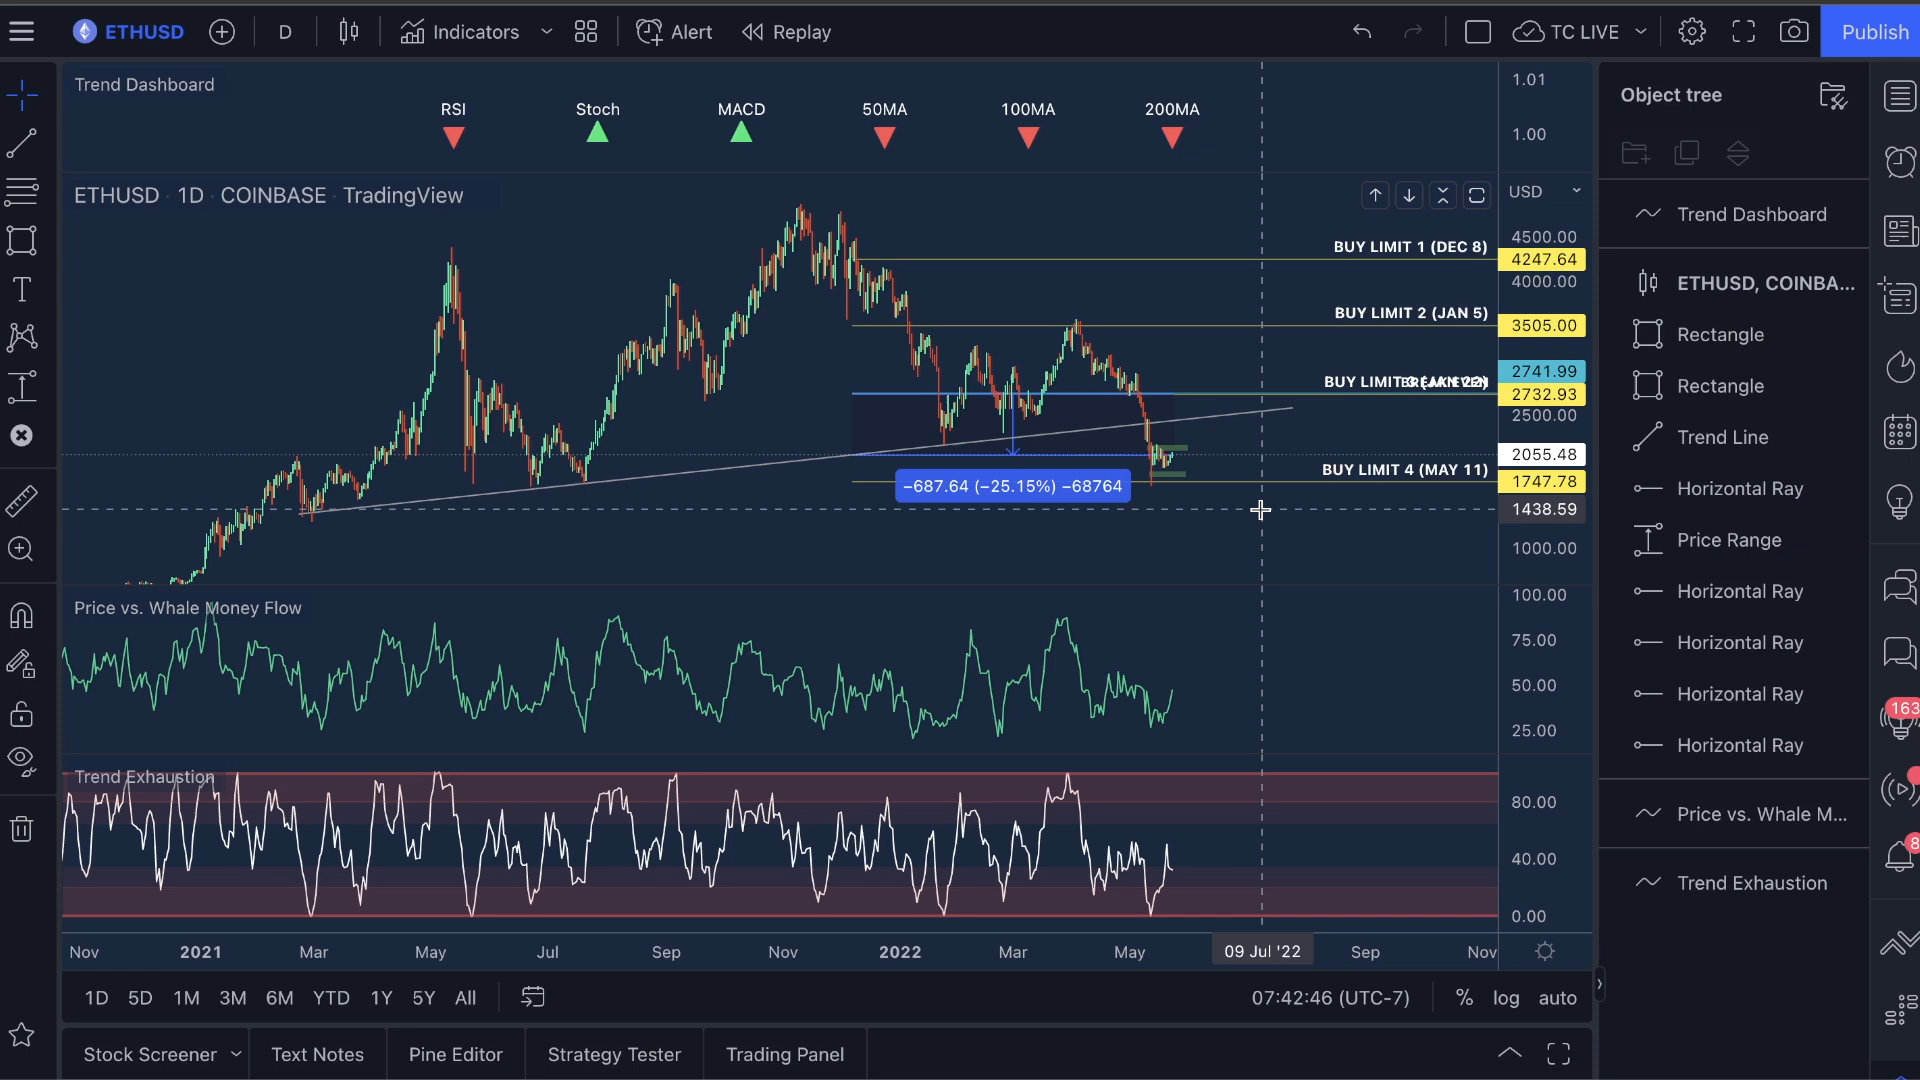 ETHUSD D Indicators Alert Replay TC LIVE Publish
Trend Dashboard
RSI Stoch MACD 50MA 100MA 200MA
1.01
1.00
ETHUSD · 1D · COINBASE · TradingView
USD
BUY LIMIT 1 (DEC 8)
BUY LIMIT 2 (JAN 5)
BUY LIMIT 3 (JAN 22)
BUY LIMIT 4 (MAY 11)
4500.00
4247.64
4000.00
3505.00
2741.99
2732.93
2500.00
2055.48
1747.78
1438.59
1000.00
−687.64 (−25.15%) −68764
Price vs. Whale Money Flow
100.00
75.00
50.00
25.00
Trend Exhaustion
80.00
40.00
0.00
Nov 2021 Mar May Jul Sep Nov 2022 Mar May 09 Jul '22 Sep Nov
1D 5D 1M 3M 6M YTD 1Y 5Y All 07:42:46 (UTC-7) % log auto
Stock Screener Text Notes Pine Editor Strategy Tester Trading Panel
Object tree
Trend Dashboard
ETHUSD, COINBA...
Rectangle
Rectangle
Trend Line
Horizontal Ray
Price Range
Horizontal Ray
Horizontal Ray
Horizontal Ray
Horizontal Ray
Price vs. Whale M...
Trend Exhaustion
163
8